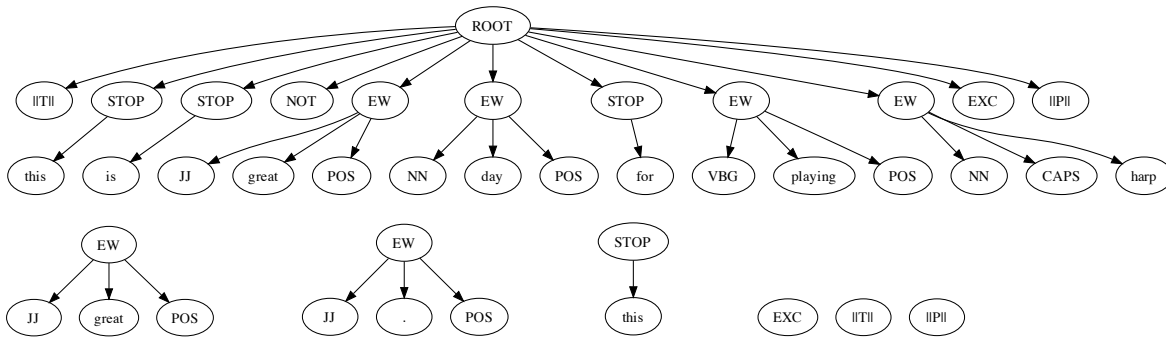 ROOT
||T|| STOP STOP NOT EW EW STOP EW EW EXC ||P||
this is JJ great POS NN day POS for VBG playing POS NN CAPS harp
EW EW STOP
JJ great POS JJ . POS this EXC ||T|| ||P||